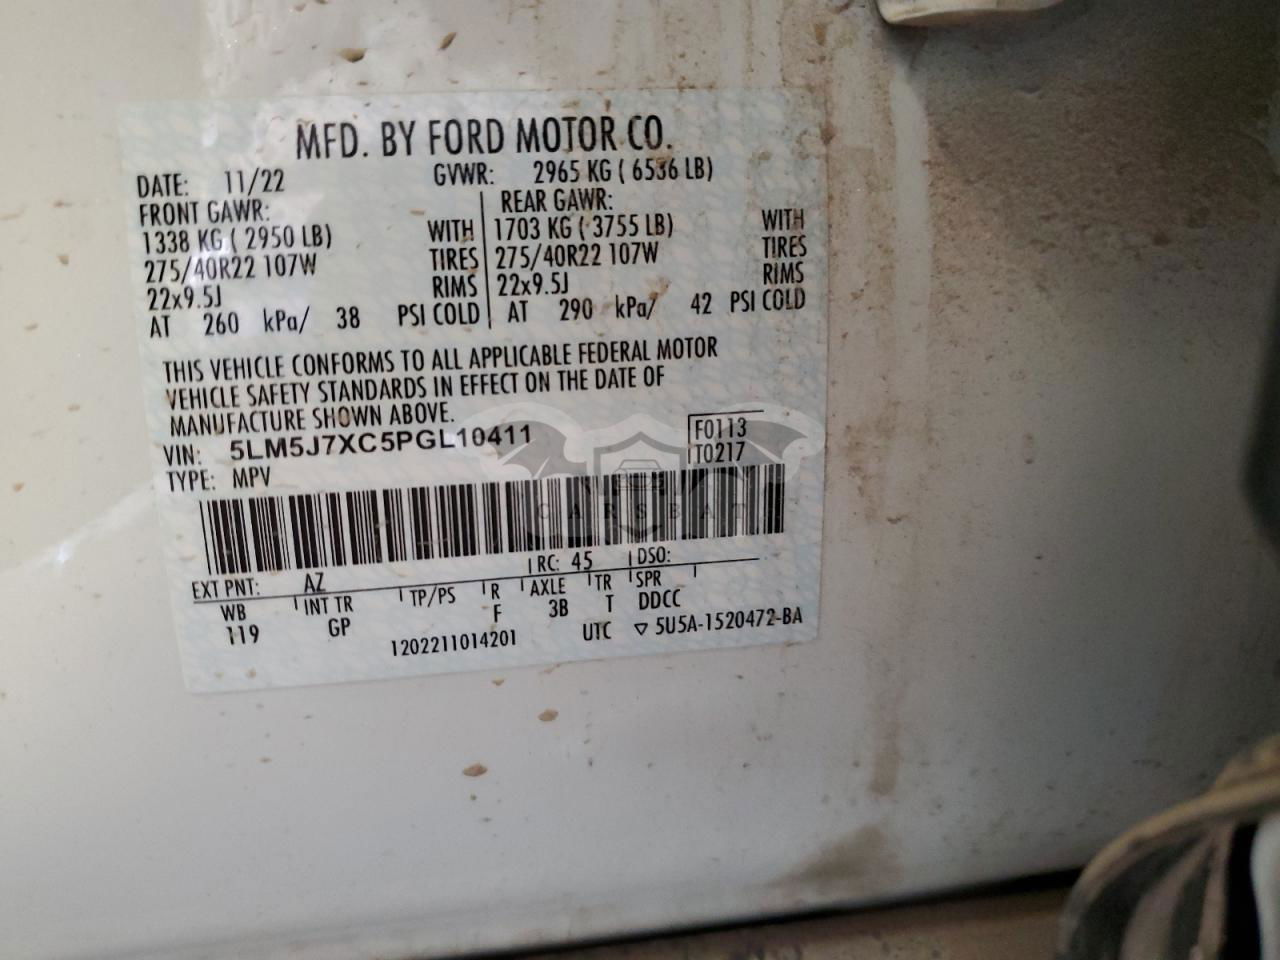 MFD. BY FORD MOTOR CO.
DATE: 11/22 GVWR: 2965 KG ( 6536 LB)
FRONT GAWR: REAR GAWR:
1338 KG ( 2950 LB) WITH 1703 KG ( 3755 LB) WITH
275/40R22 107W TIRES 275/40R22 107W TIRES
22x9.5J RIMS 22x9.5J RIMS
AT 260 kPa/ 38 PSI COLD AT 290 kPa/ 42 PSI COLD
THIS VEHICLE CONFORMS TO ALL APPLICABLE FEDERAL MOTOR
VEHICLE SAFETY STANDARDS IN EFFECT ON THE DATE OF
MANUFACTURE SHOWN ABOVE.
VIN: 5LM5J7XC5PGL10411 F0113
TYPE: MPV T0217
CARSBAT
EXT PNT: AZ RC: 45 DSO:
WB INT TR TP/PS R AXLE TR SPR
119 GP F 3B T DDCC
1202211014201 UTC ▽ 5U5A-1520472-BA